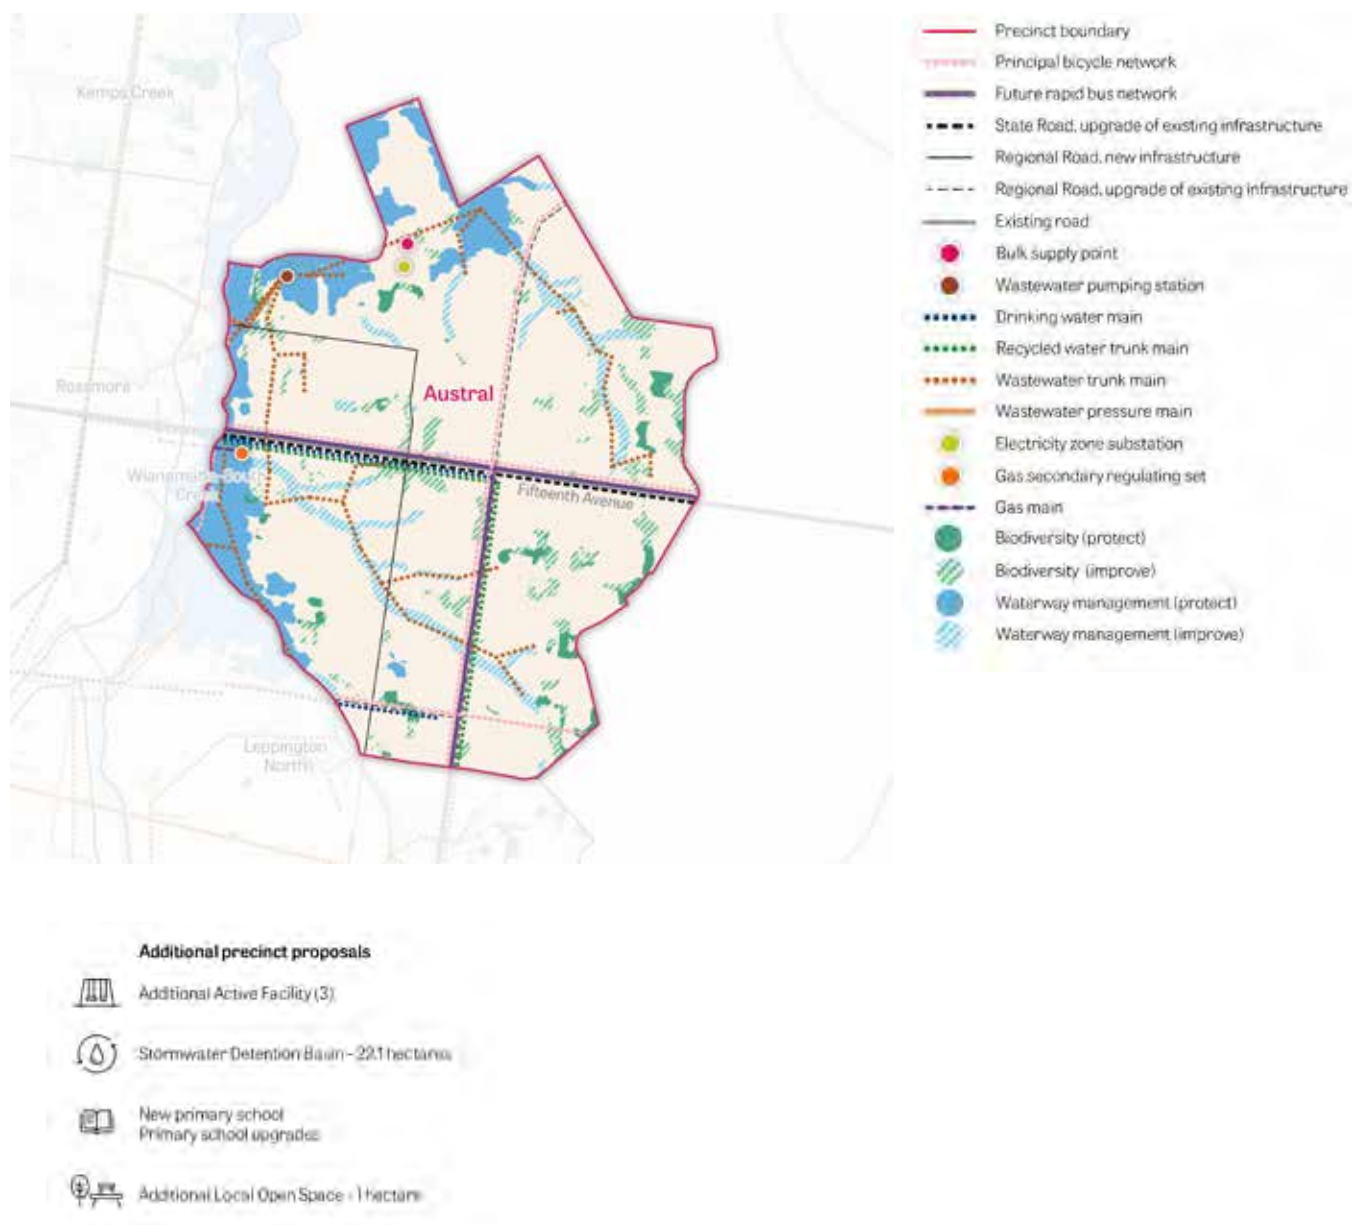 Kemps Creek
Rossmore
Austral
Wianamatta-South
Creek
Fifteenth Avenue
Leppington
North
Precinct boundary
Principal bicycle network
Future rapid bus network
State Road, upgrade of existing infrastructure
Regional Road, new infrastructure
Regional Road, upgrade of existing infrastructure
Existing road
Bulk supply point
Wastewater pumping station
Drinking water main
Recycled water trunk main
Wastewater trunk main
Wastewater pressure main
Electricity zone substation
Gas secondary regulating set
Gas main
Biodiversity (protect)
Biodiversity (improve)
Waterway management (protect)
Waterway management (improve)
Additional precinct proposals
Additional Active Facility (3)
Stormwater Detention Basin - 22.1 hectares
New primary school
Primary school upgrades
Additional Local Open Space - 1 hectare